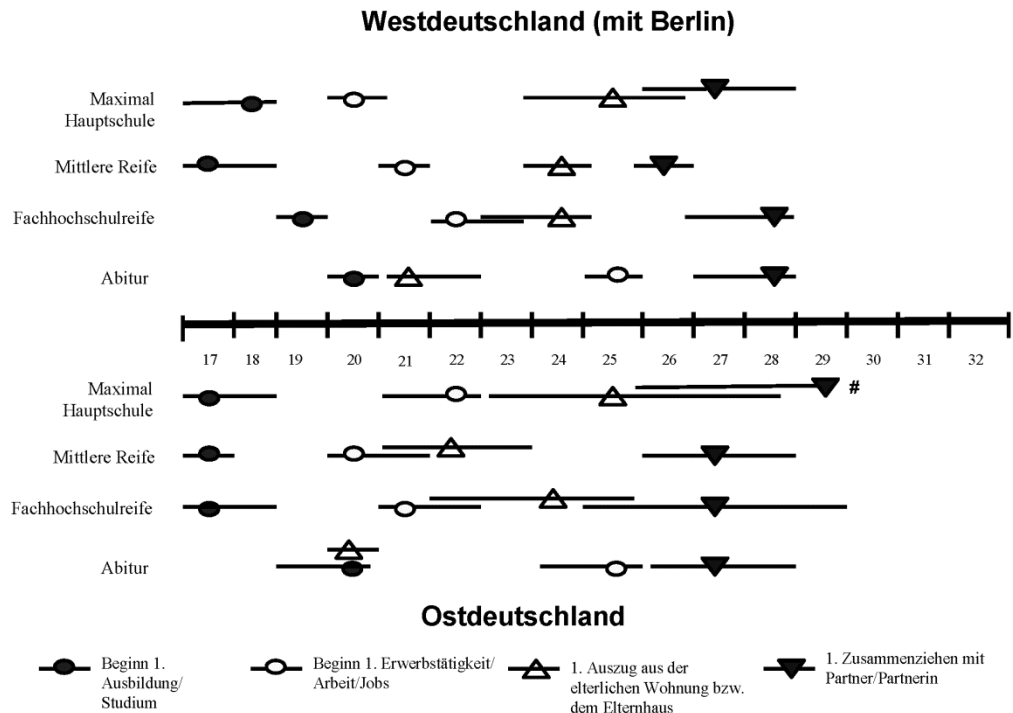 Westdeutschland (mit Berlin)
Maximal
Hauptschule
Mittlere Reife
Fachhochschulreife
Abitur
17 18 19 20 21 22 23 24 25 26 27 28 29 30 31 32
Maximal
Hauptschule
#
Mittlere Reife
Fachhochschulreife
Abitur
Ostdeutschland
Beginn 1.
Ausbildung/
Studium
Beginn 1. Erwerbstätigkeit/
Arbeit/Jobs
1. Auszug aus der
elterlichen Wohnung bzw.
dem Elternhaus
1. Zusammenziehen mit
Partner/Partnerin